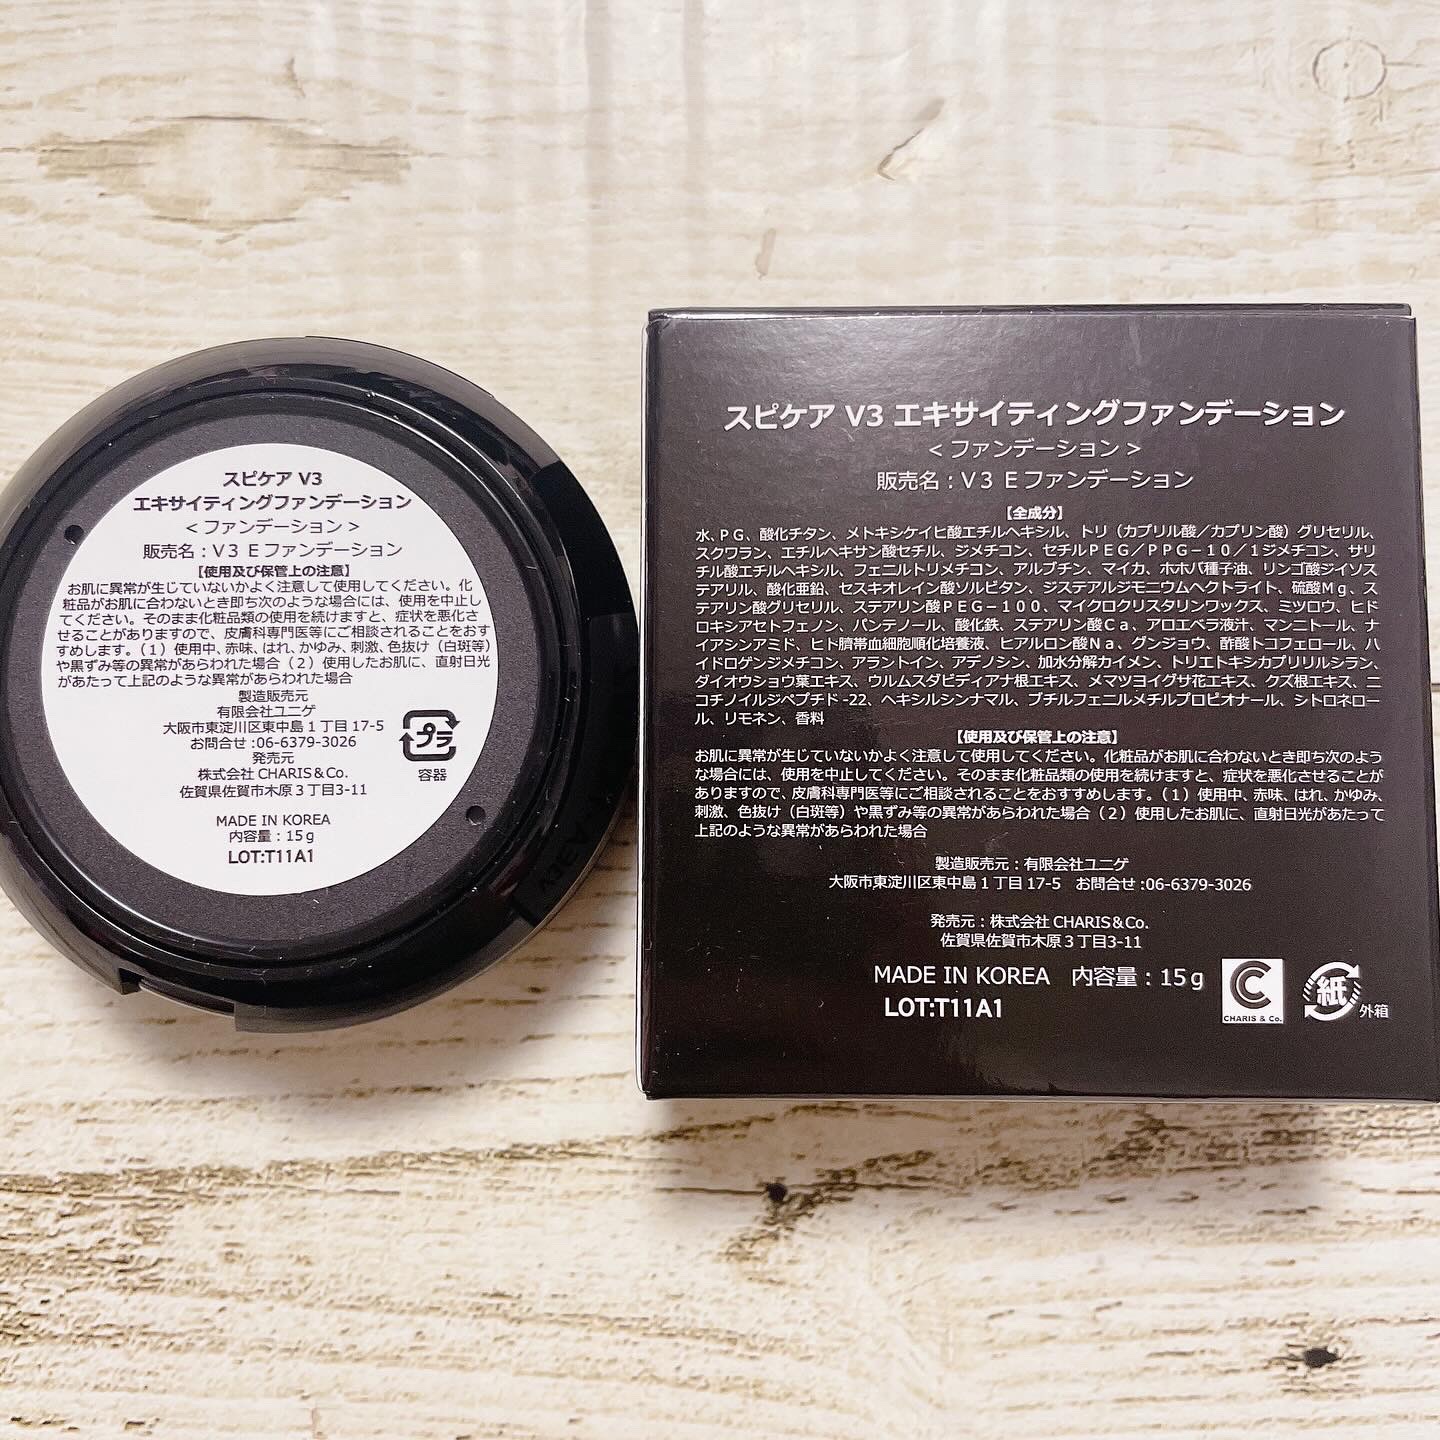 スピケア V3
エキサイティングファンデーション
< ファンデーション >
販売名：V3 Eファンデーション
【使用及び保管上の注意】
お肌に異常が生じていないかよく注意して使用してください。化
粧品がお肌に合わないとき即ち次のような場合には、使用を中止し
てください。そのまま化粧品類の使用を続けますと、症状を悪化さ
せることがありますので、皮膚科専門医等にご相談されることをおす
すめします。（1）使用中、赤味、はれ、かゆみ、刺激、色抜け（白斑等）
や黒ずみ等の異常があらわれた場合（2）使用したお肌に、直射日光
があたって上記のような異常があらわれた場合
製造販売元
有限会社ユニゲ
大阪市東淀川区東中島1丁目17-5
お問合せ:06-6379-3026
発売元
株式会社 CHARIS＆Co.
佐賀県佐賀市木原3丁目3-11
プラ
容器
MADE IN KOREA
内容量：15g
LOT:T11A1
スピケア V3 エキサイティングファンデーション
< ファンデーション >
販売名：V3 Eファンデーション
【全成分】
水、PG、酸化チタン、メトキシケイヒ酸エチルヘキシル、トリ（カプリル酸／カプリン酸）グリセリル、
スクワラン、エチルヘキサン酸セチル、ジメチコン、セチルPEG／PPG－10／1ジメチコン、サリ
チル酸エチルヘキシル、フェニルトリメチコン、アルブチン、マイカ、ホホバ種子油、リンゴ酸ジイソス
テアリル、酸化亜鉛、セスキオレイン酸ソルビタン、ジステアルジモニウムヘクトライト、硫酸Mg、ス
テアリン酸グリセリル、ステアリン酸PEG－100、マイクロクリスタリンワックス、ミツロウ、ヒド
ロキシアセトフェノン、パンテノール、酸化鉄、ステアリン酸Ca、アロエベラ液汁、マンニトール、ナ
イアシンアミド、ヒト臍帯血細胞順化培養液、ヒアルロン酸Na、グンジョウ、酢酸トコフェロール、ハ
イドロゲンジメチコン、アラントイン、アデノシン、加水分解カイメン、トリエトキシカプリリルシラン、
ダイオウショウ葉エキス、ウルムスダビディアナ根エキス、メマツヨイグサ花エキス、クズ根エキス、ニ
コチノイルジペプチド-22、ヘキシルシンナマル、ブチルフェニルメチルプロピオナール、シトロネロー
ル、リモネン、香料
【使用及び保管上の注意】
お肌に異常が生じていないかよく注意して使用してください。化粧品がお肌に合わないとき即ち次のよう
な場合には、使用を中止してください。そのまま化粧品類の使用を続けますと、症状を悪化させることが
ありますので、皮膚科専門医等にご相談されることをおすすめします。（1）使用中、赤味、はれ、かゆみ、
刺激、色抜け（白斑等）や黒ずみ等の異常があらわれた場合（2）使用したお肌に、直射日光があたって
上記のような異常があらわれた場合
製造販売元：有限会社ユニゲ
大阪市東淀川区東中島1丁目17-5 お問合せ:06-6379-3026
発売元：株式会社 CHARIS＆Co.
佐賀県佐賀市木原3丁目3-11
MADE IN KOREA 内容量：15g
LOT:T11A1
CHARIS & Co.
紙
外箱